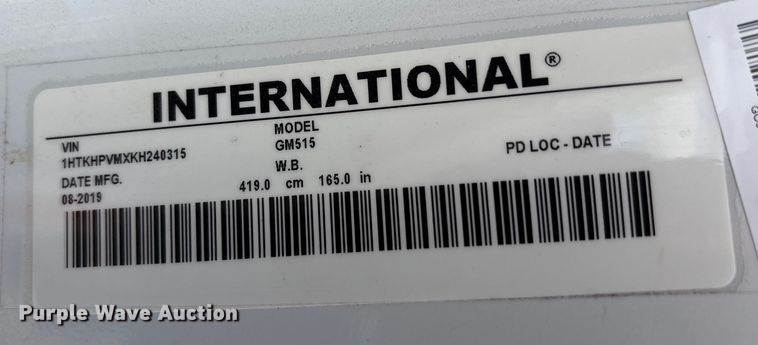 INTERNATIONAL®
VIN
1HTKHPVMXKH240315
MODEL
GM515
PD LOC - DATE
DATE MFG.
08-2019
W.B.
419.0 cm 165.0 in
Purple Wave Auction